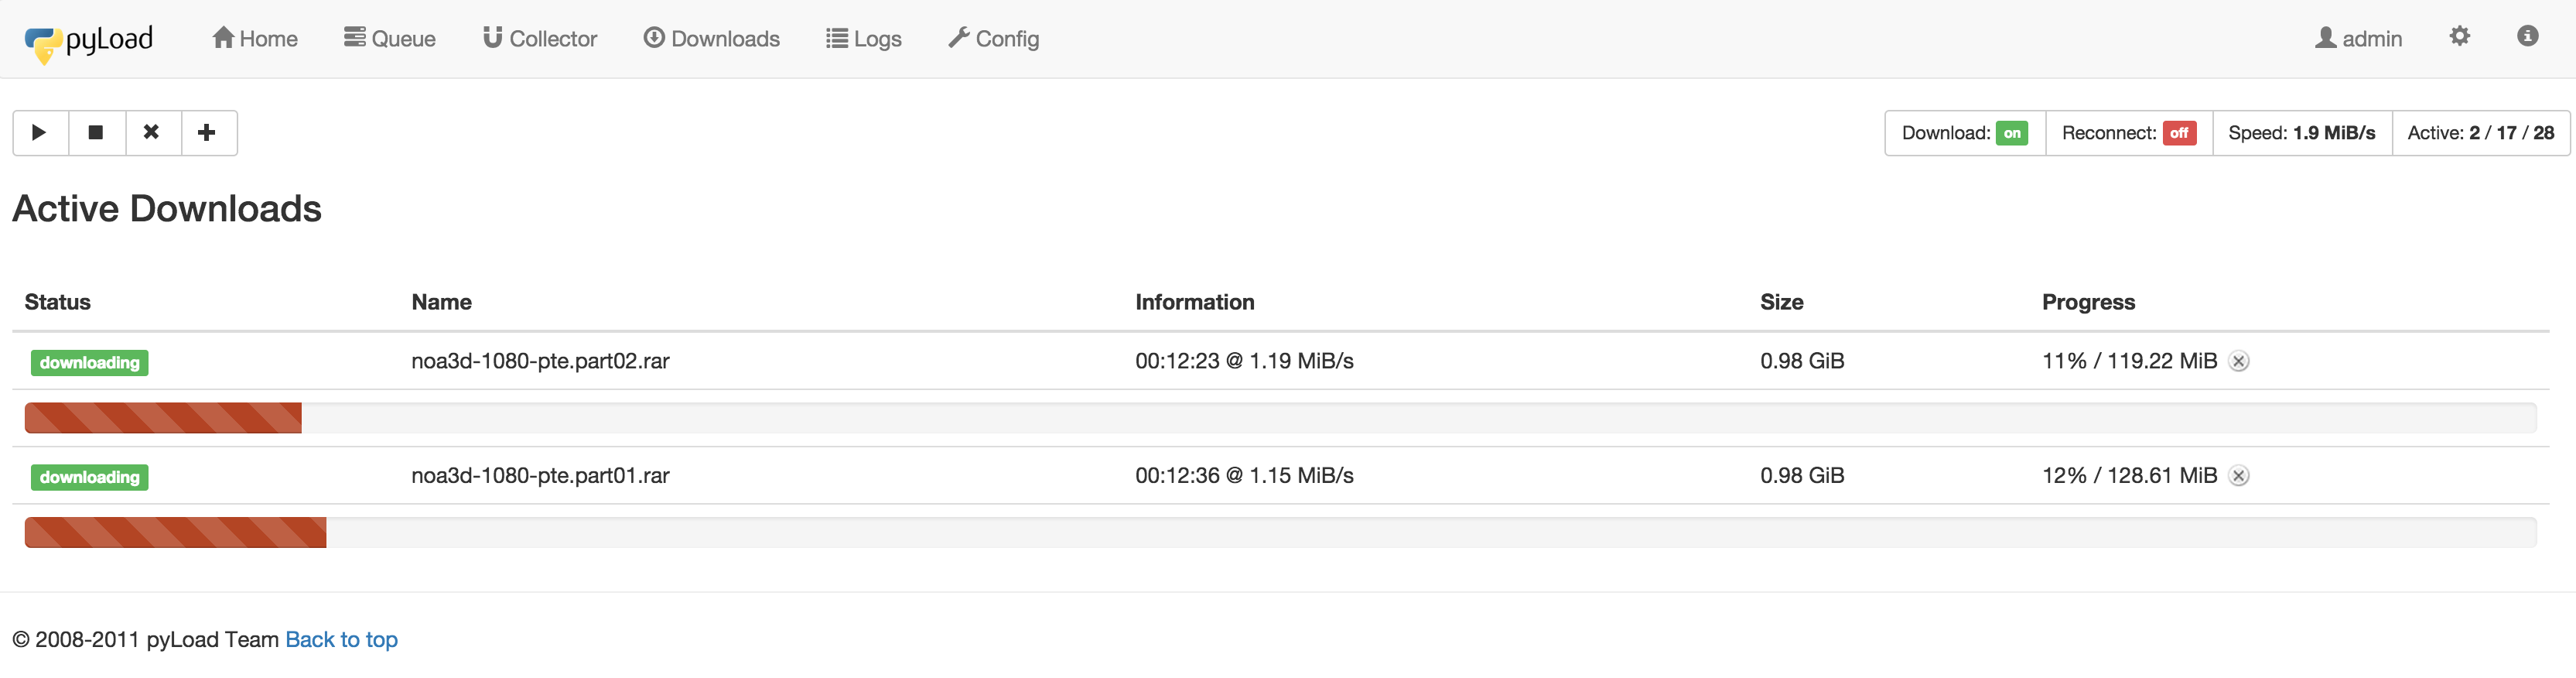 pyLoad Home Queue Collector Downloads Logs Config admin
Download: on Reconnect: off Speed: 1.9 MiB/s Active: 2 / 17 / 28
Active Downloads
Status Name Information Size Progress
downloading noa3d-1080-pte.part02.rar 00:12:23 @ 1.19 MiB/s 0.98 GiB 11% / 119.22 MiB
downloading noa3d-1080-pte.part01.rar 00:12:36 @ 1.15 MiB/s 0.98 GiB 12% / 128.61 MiB
© 2008-2011 pyLoad Team Back to top